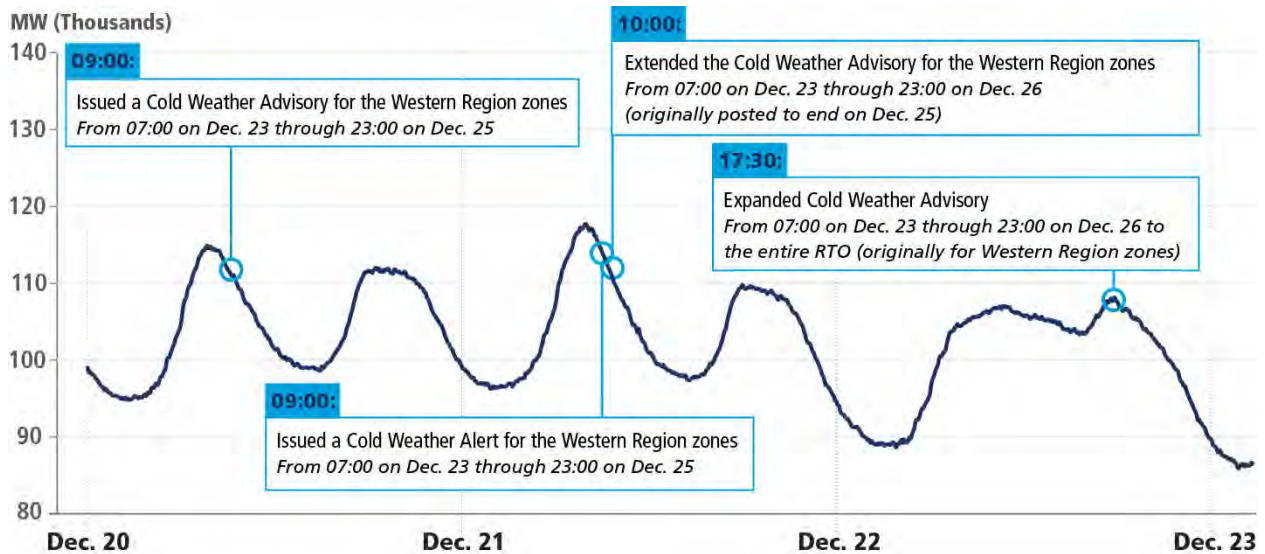 MW (Thousands)
140
130
120
110
100
90
80
09:00:
Issued a Cold Weather Advisory for the Western Region zones
From 07:00 on Dec. 23 through 23:00 on Dec. 25
10:00:
Extended the Cold Weather Advisory for the Western Region zones
From 07:00 on Dec. 23 through 23:00 on Dec. 26
(originally posted to end on Dec. 25)
17:30:
Expanded Cold Weather Advisory
From 07:00 on Dec. 23 through 23:00 on Dec. 26 to
the entire RTO (originally for Western Region zones)
09:00:
Issued a Cold Weather Alert for the Western Region zones
From 07:00 on Dec. 23 through 23:00 on Dec. 25
Dec. 20
Dec. 21
Dec. 22
Dec. 23